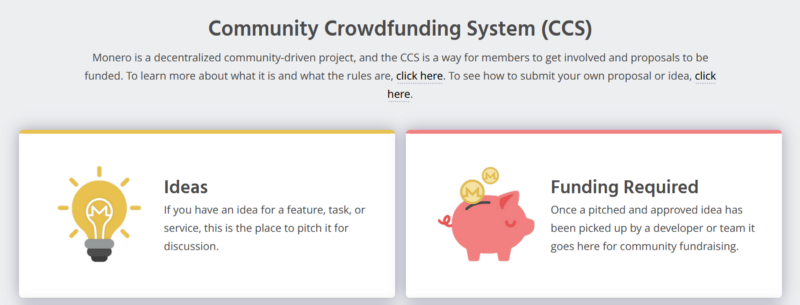 Community Crowdfunding System (CCS)
Monero is a decentralized community-driven project, and the CCS is a way for members to get involved and proposals to be
funded. To learn more about what it is and what the rules are, click here. To see how to submit your own proposal or idea, click
here.
Ideas
If you have an idea for a feature, task, or
service, this is the place to pitch it for
discussion.
Funding Required
Once a pitched and approved idea has
been picked up by a developer or team it
goes here for community fundraising.